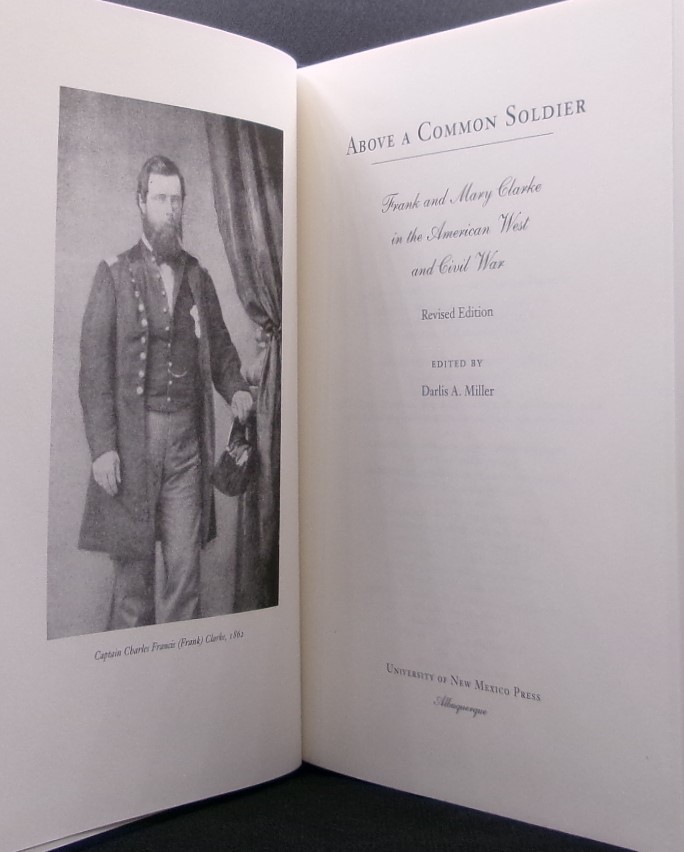 Captain Charles Francis (Frank) Clarke, 1862
ABOVE A COMMON SOLDIER
Frank and Mary Clarke
in the American West
and Civil War
Revised Edition
EDITED BY
Darlis A. Miller
UNIVERSITY OF NEW MEXICO PRESS
Albuquerque